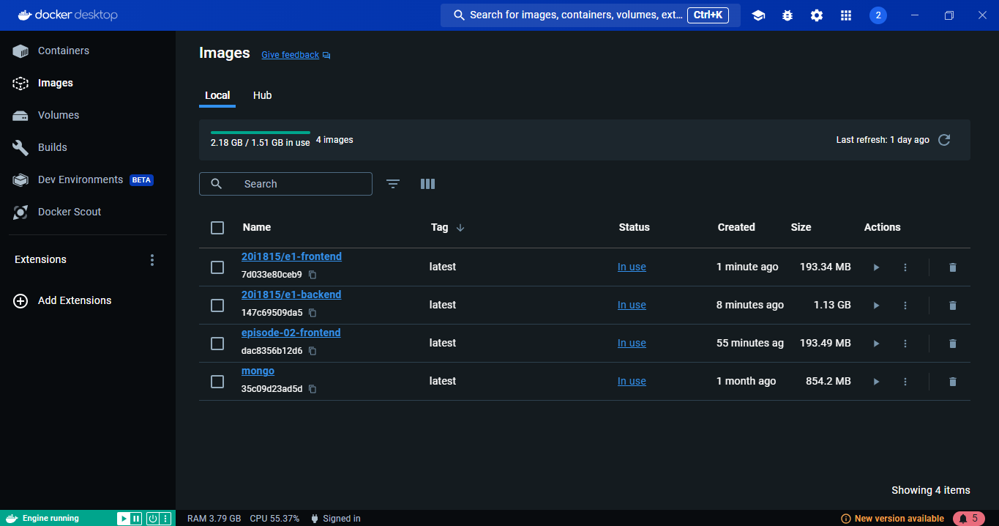 docker desktop
Search for images, containers, volumes, ext... Ctrl+K
2
Containers
Images
Volumes
Builds
Dev Environments BETA
Docker Scout
Extensions
Add Extensions
Images Give feedback
Local Hub
2.18 GB / 1.51 GB in use 4 images Last refresh: 1 day ago
Search
Name Tag Status Created Size Actions
20i1815/e1-frontend
7d033e80ceb9
latest In use 1 minute ago 193.34 MB
20i1815/e1-backend
147c69509da5
latest In use 8 minutes ago 1.13 GB
episode-02-frontend
dac8356b12d6
latest In use 55 minutes ag 193.49 MB
mongo
35c09d23ad5d
latest In use 1 month ago 854.2 MB
Showing 4 items
Engine running RAM 3.79 GB CPU 55.37% Signed in New version available 5